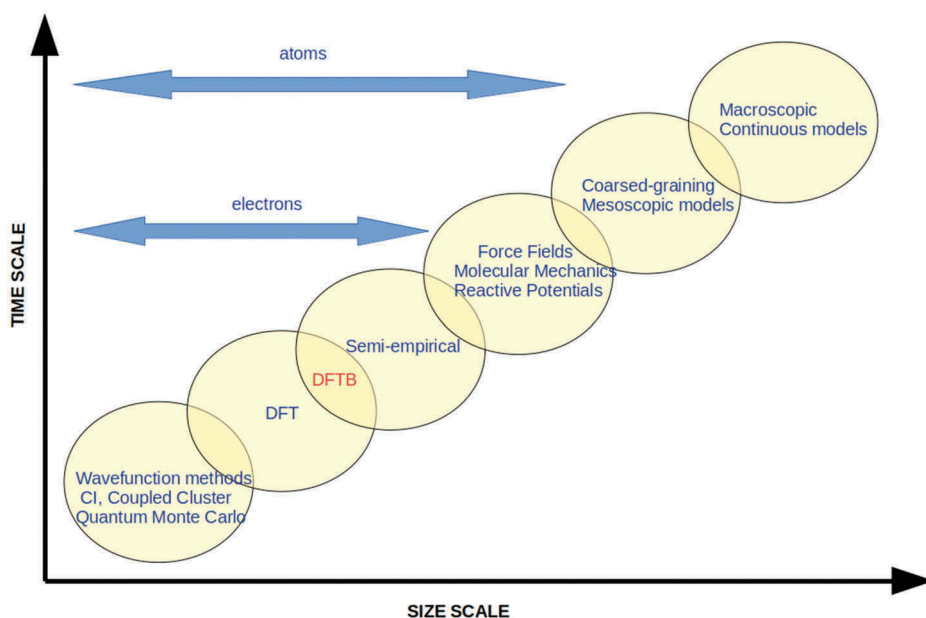 atoms
Macroscopic
Continuous models
Coarsed-graining
Mesoscopic models
electrons
Force Fields
Molecular Mechanics
Reactive Potentials
TIME SCALE
Semi-empirical
DFTB
DFT
Wavefunction methods
CI, Coupled Cluster
Quantum Monte Carlo
SIZE SCALE